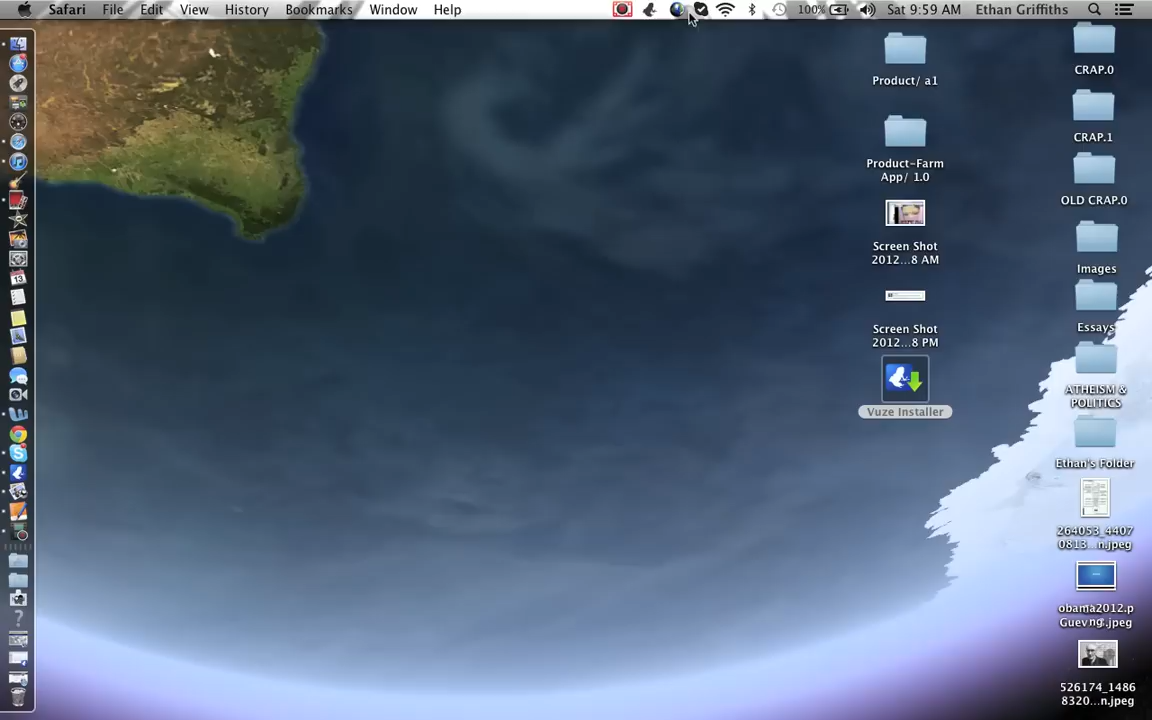 Safari File Edit View History Bookmarks Window Help 100% Sat 9:59 AM Ethan Griffiths
Product/ a1
Product-Farm
App/ 1.0
Screen Shot
2012...8 AM
Screen Shot
2012...8 PM
Vuze Installer
CRAP.0
CRAP.1
OLD CRAP.0
Images
Essays
ATHEISM &
POLITICS
Ethan's Folder
264053_4407
0813...n.jpeg
obama2012.p
526174_1486
8320...n.jpeg
13